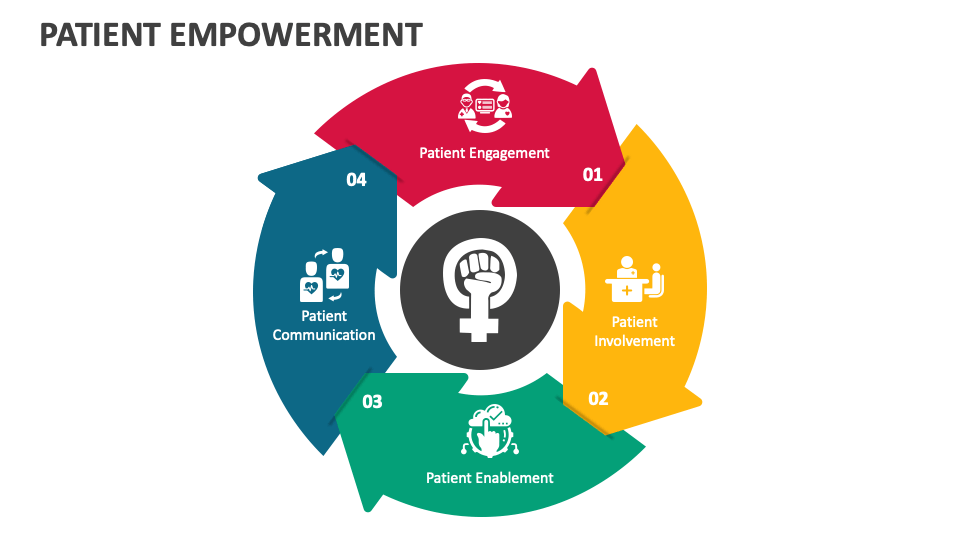 PATIENT EMPOWERMENT
Patient Engagement
01
04
Patient
Involvement
Patient
Communication
02
03
Patient Enablement